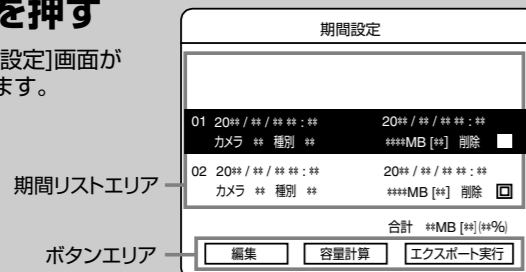 を押す
設定]画面が
ます。
期間設定
01 20** / ** / ** ** : ** 20** / ** / ** ** : **
カメラ ** 種別 ** ****MB [**] 削除
02 20** / ** / ** ** : ** 20** / ** / ** ** : **
カメラ ** 種別 ** ****MB [**] 削除
期間リストエリア
合計 **MB [**](**%)
ボタンエリア
編集 容量計算 エクスポート実行